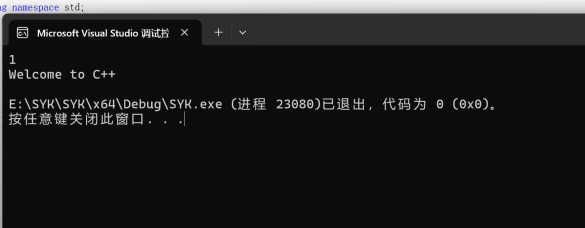 ng namespace std;
Microsoft Visual Studio 调试控
1
Welcome to C++
E:\SYK\SYK\x64\Debug\SYK.exe (进程 23080)已退出，代码为 0 (0x0)。
按任意键关闭此窗口. . .